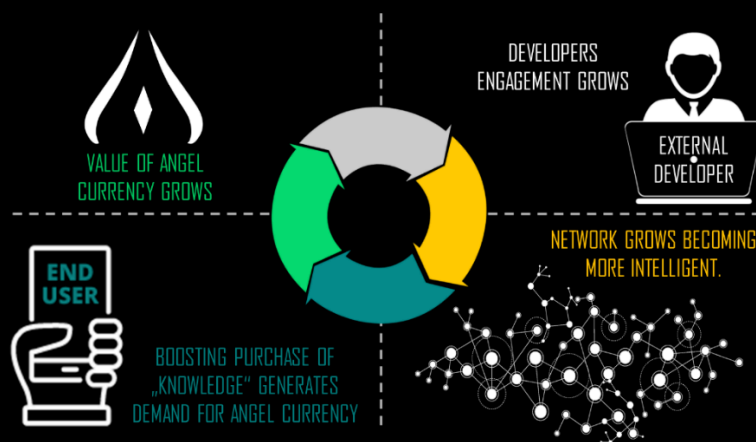 VALUE OF ANGEL
CURRENCY GROWS
DEVELOPERS
ENGAGEMENT GROWS
EXTERNAL
DEVELOPER
END
USER
BOOSTING PURCHASE OF
„KNOWLEDGE“ GENERATES
DEMAND FOR ANGEL CURRENCY
NETWORK GROWS BECOMING
MORE INTELLIGENT.